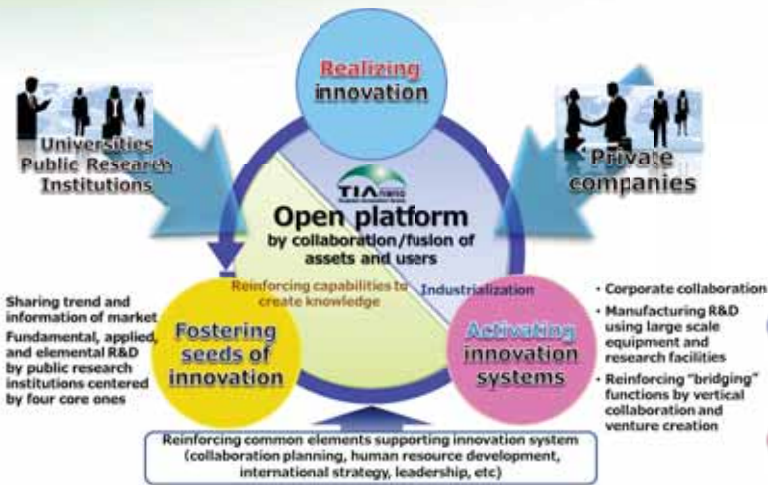 Realizing
innovation
Universities
Public Research
Institutions
Private
companies
TIA nano
Open platform
by collaboration/fusion of
assets and users
Reinforcing capabilities to
create knowledge
Industrialization
Sharing trend and
information of market
Fundamental, applied,
and elemental R&D
by public research
institutions centered
by four core ones
Fostering
seeds of
innovation
Activating
innovation
systems
• Corporate collaboration
• Manufacturing R&D
using large scale
equipment and
research facilities
• Reinforcing "bridging"
functions by vertical
collaboration and
venture creation
Reinforcing common elements supporting innovation system
(collaboration planning, human resource development,
international strategy, leadership, etc)